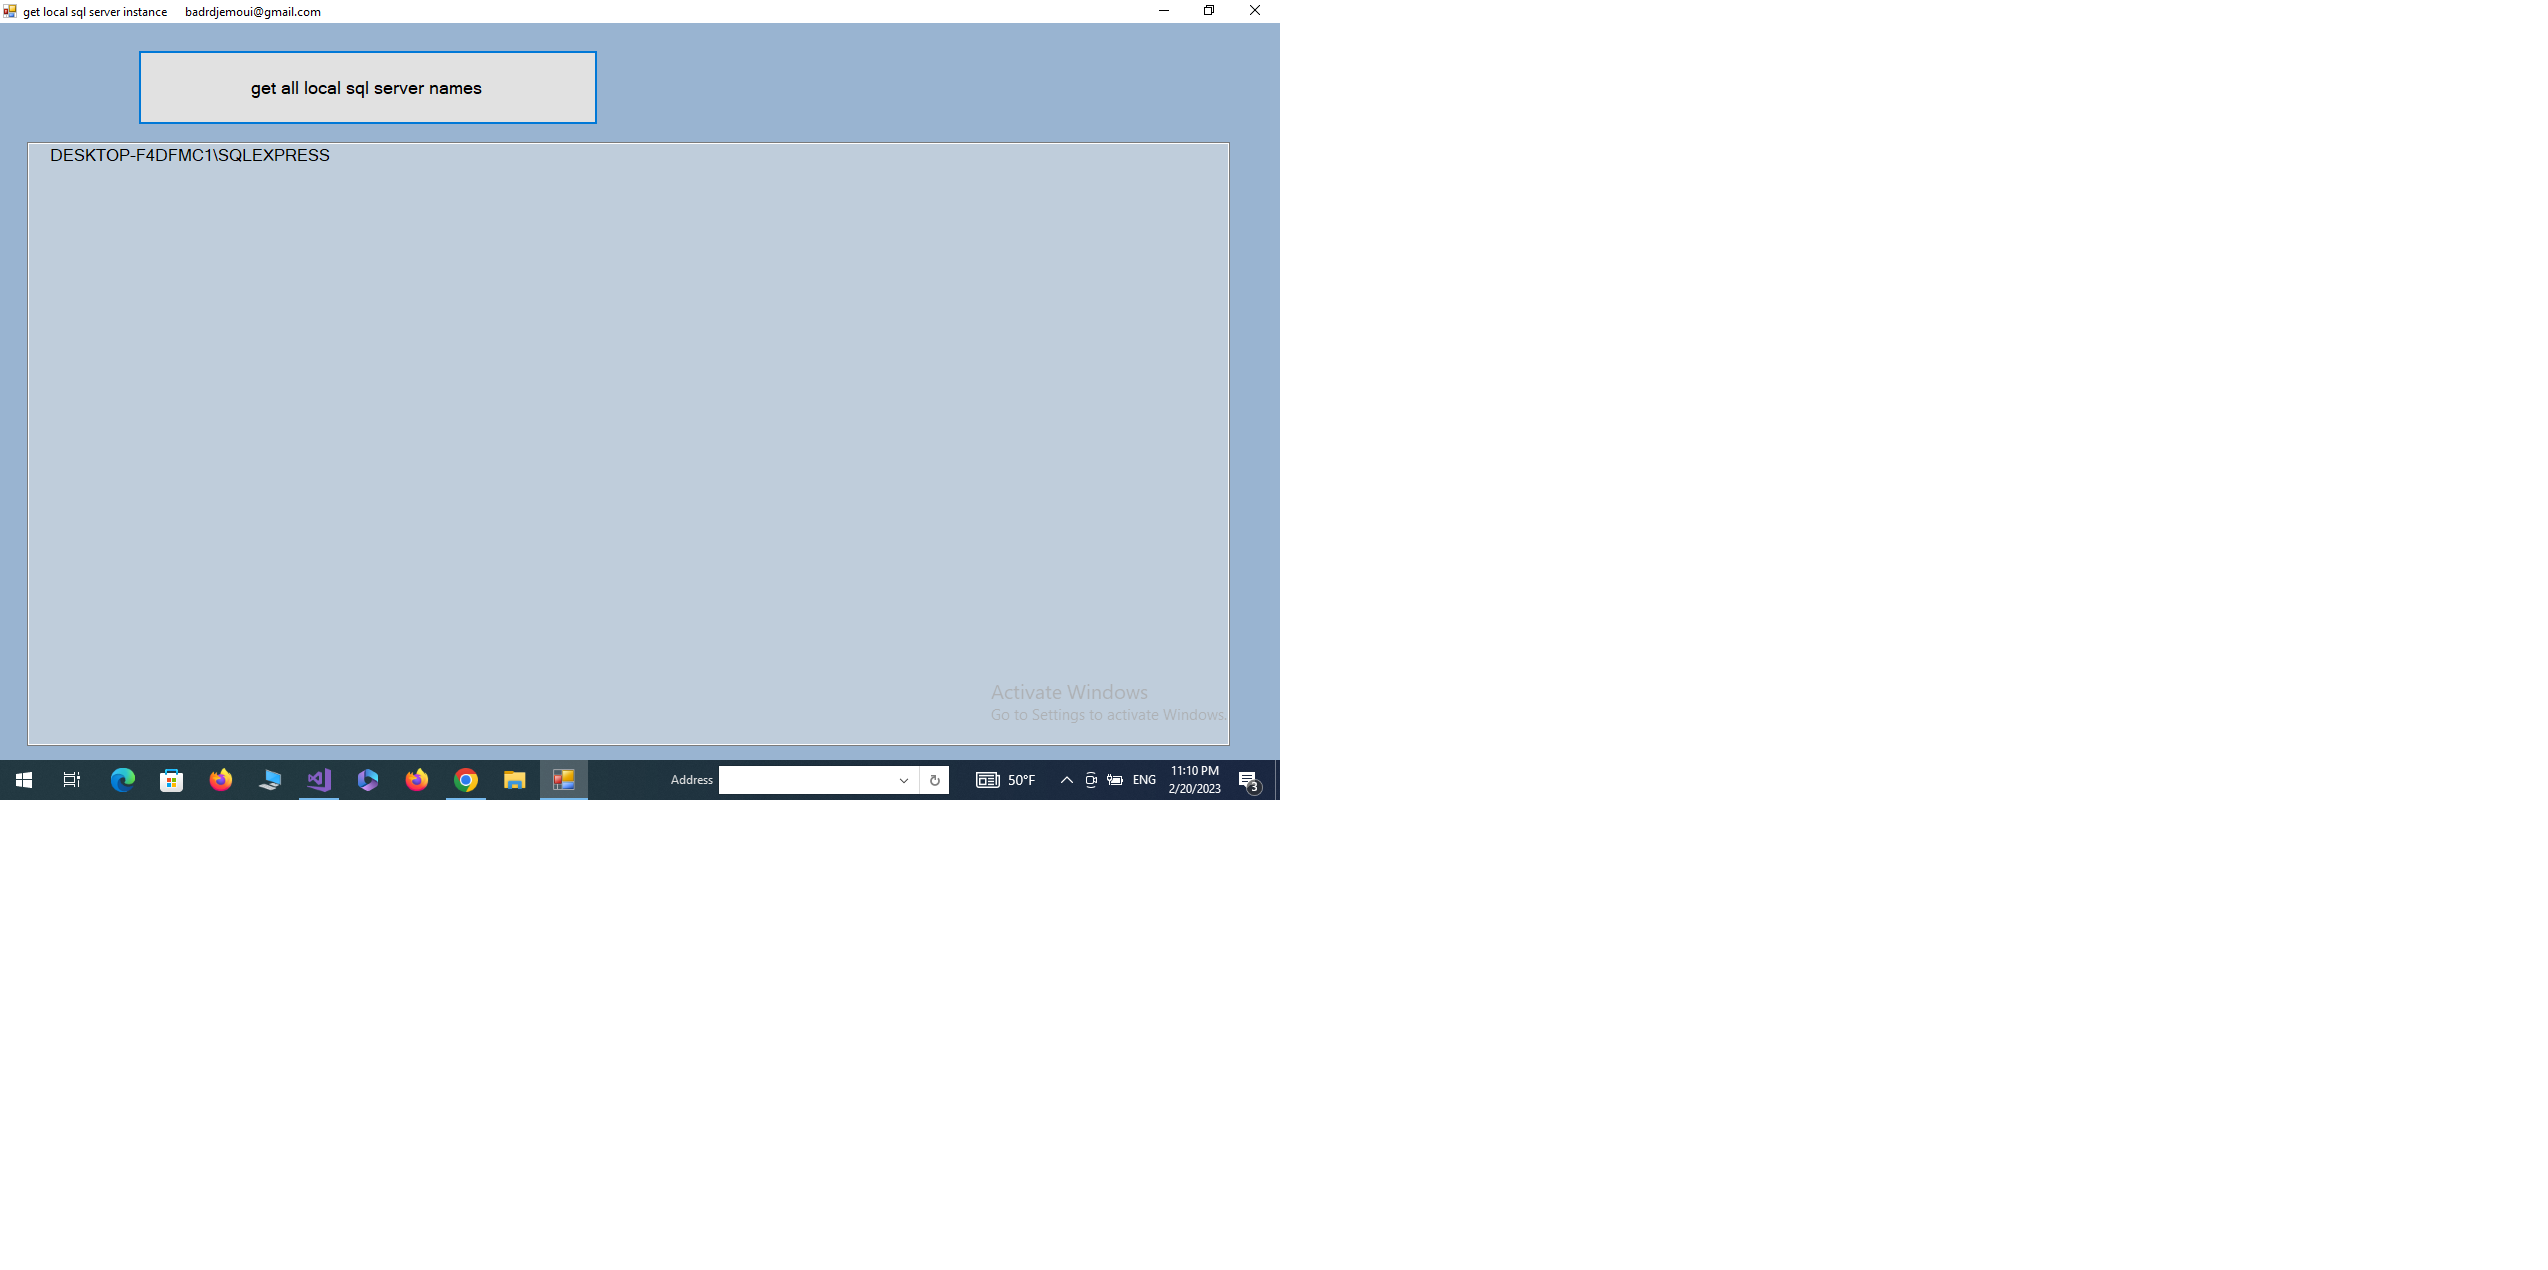 get local sql server instance badrdjemoui@gmail.com
get all local sql server names
DESKTOP-F4DFMC1\SQLEXPRESS
Activate Windows
Go to Settings to activate Windows.
Address
50°F
ENG
11:10 PM
2/20/2023
3